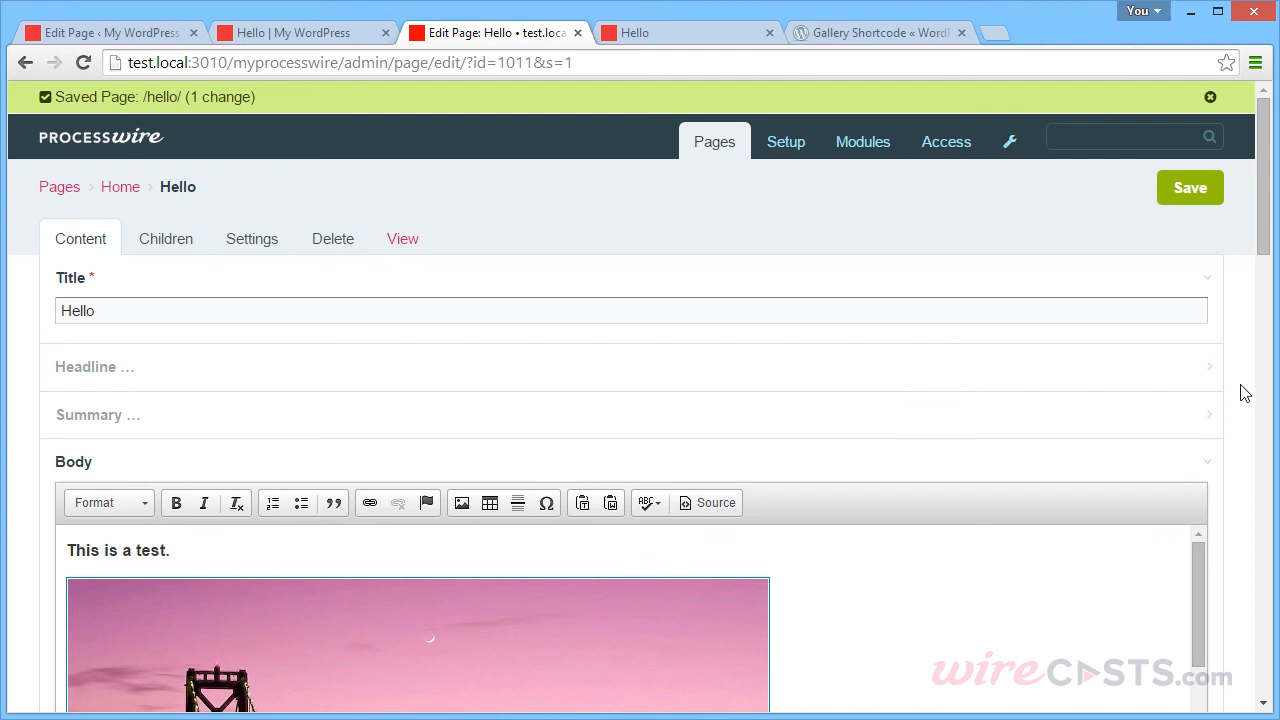 You
Edit Page ‹ My WordPress
Hello | My WordPress
Edit Page: Hello • test.loca
Hello
Gallery Shortcode « Word
test.local:3010/myprocesswire/admin/page/edit/?id=1011&s=1
Saved Page: /hello/ (1 change)
PROCESSwire
Pages
Setup
Modules
Access
Pages
Home
Hello
Save
Content
Children
Settings
Delete
View
Title *
Hello
Headline ...
Summary ...
Body
Format
B
I
Ix
Ω
ABC
Source
This is a test.
wireCASTS.com